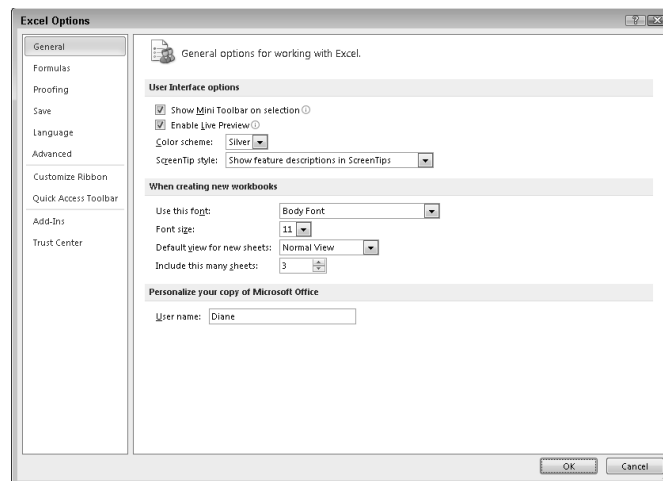 Excel Options
General
Formulas
Proofing
Save
Language
Advanced
Customize Ribbon
Quick Access Toolbar
Add-Ins
Trust Center
General options for working with Excel.
User Interface options
Show Mini Toolbar on selection
Enable Live Preview
Color scheme: Silver
ScreenTip style: Show feature descriptions in ScreenTips
When creating new workbooks
Use this font: Body Font
Font size: 11
Default view for new sheets: Normal View
Include this many sheets: 3
Personalize your copy of Microsoft Office
User name: Diane
OK Cancel